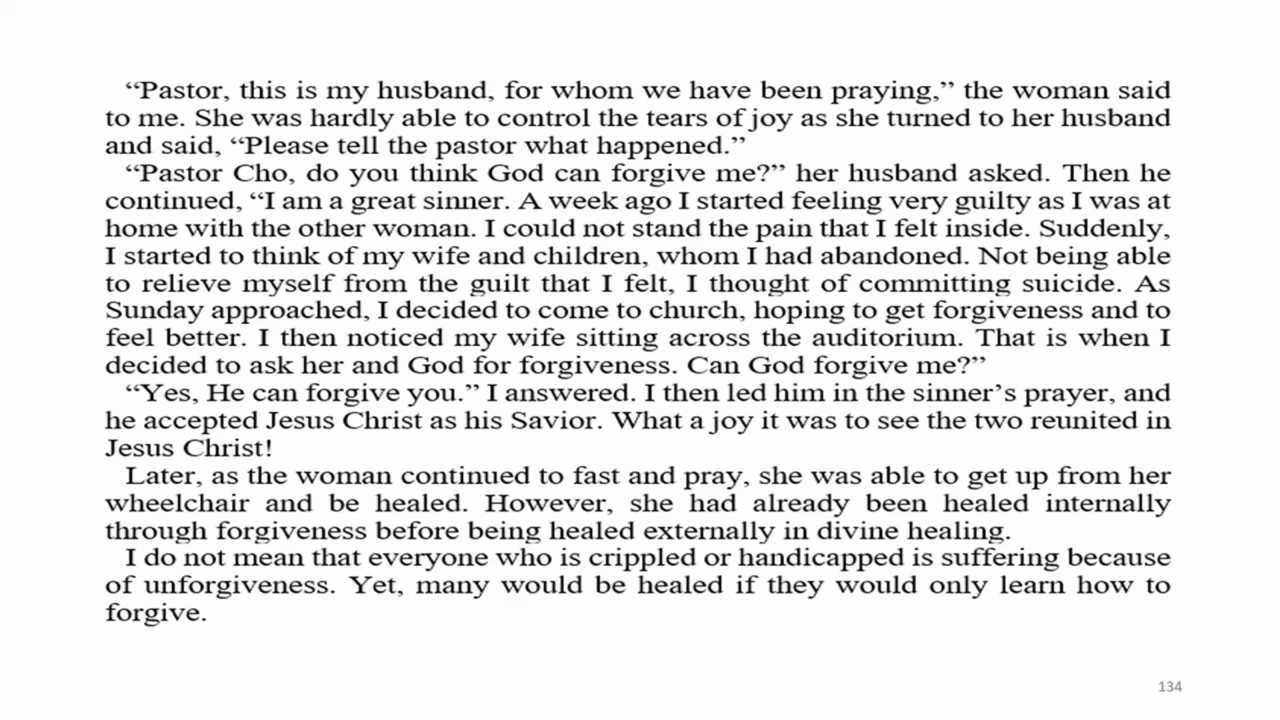 “Pastor, this is my husband, for whom we have been praying,” the woman said
to me. She was hardly able to control the tears of joy as she turned to her husband
and said, “Please tell the pastor what happened.”
“Pastor Cho, do you think God can forgive me?” her husband asked. Then he
continued, “I am a great sinner. A week ago I started feeling very guilty as I was at
home with the other woman. I could not stand the pain that I felt inside. Suddenly,
I started to think of my wife and children, whom I had abandoned. Not being able
to relieve myself from the guilt that I felt, I thought of committing suicide. As
Sunday approached, I decided to come to church, hoping to get forgiveness and to
feel better. I then noticed my wife sitting across the auditorium. That is when I
decided to ask her and God for forgiveness. Can God forgive me?”
“Yes, He can forgive you.” I answered. I then led him in the sinner’s prayer, and
he accepted Jesus Christ as his Savior. What a joy it was to see the two reunited in
Jesus Christ!
Later, as the woman continued to fast and pray, she was able to get up from her
wheelchair and be healed. However, she had already been healed internally
through forgiveness before being healed externally in divine healing.
I do not mean that everyone who is crippled or handicapped is suffering because
of unforgiveness. Yet, many would be healed if they would only learn how to
forgive.
134